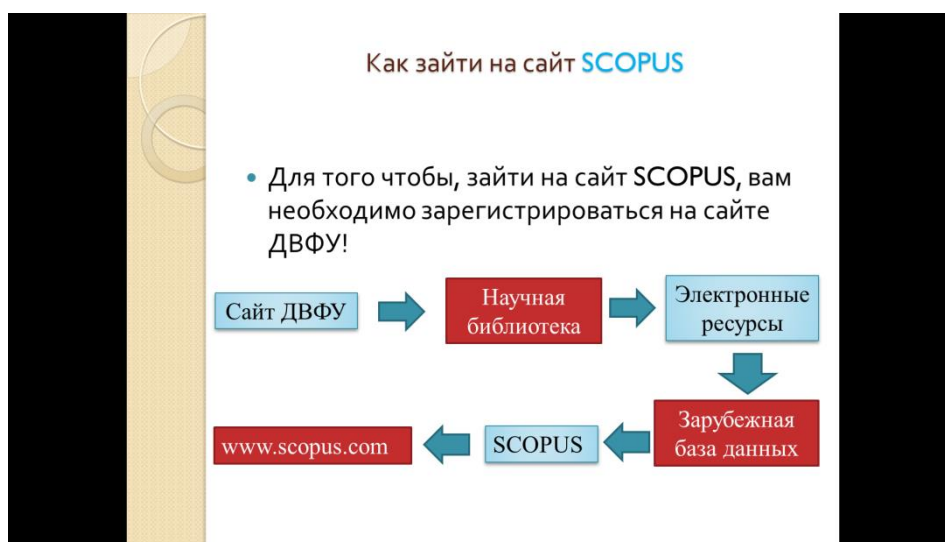 Как зайти на сайт SCOPUS
Для того чтобы, зайти на сайт SCOPUS, вам
необходимо зарегистрироваться на сайте
ДВФУ!
Сайт ДВФУ
Научная
библиотека
Электронные
ресурсы
Зарубежная
база данных
SCOPUS
www.scopus.com